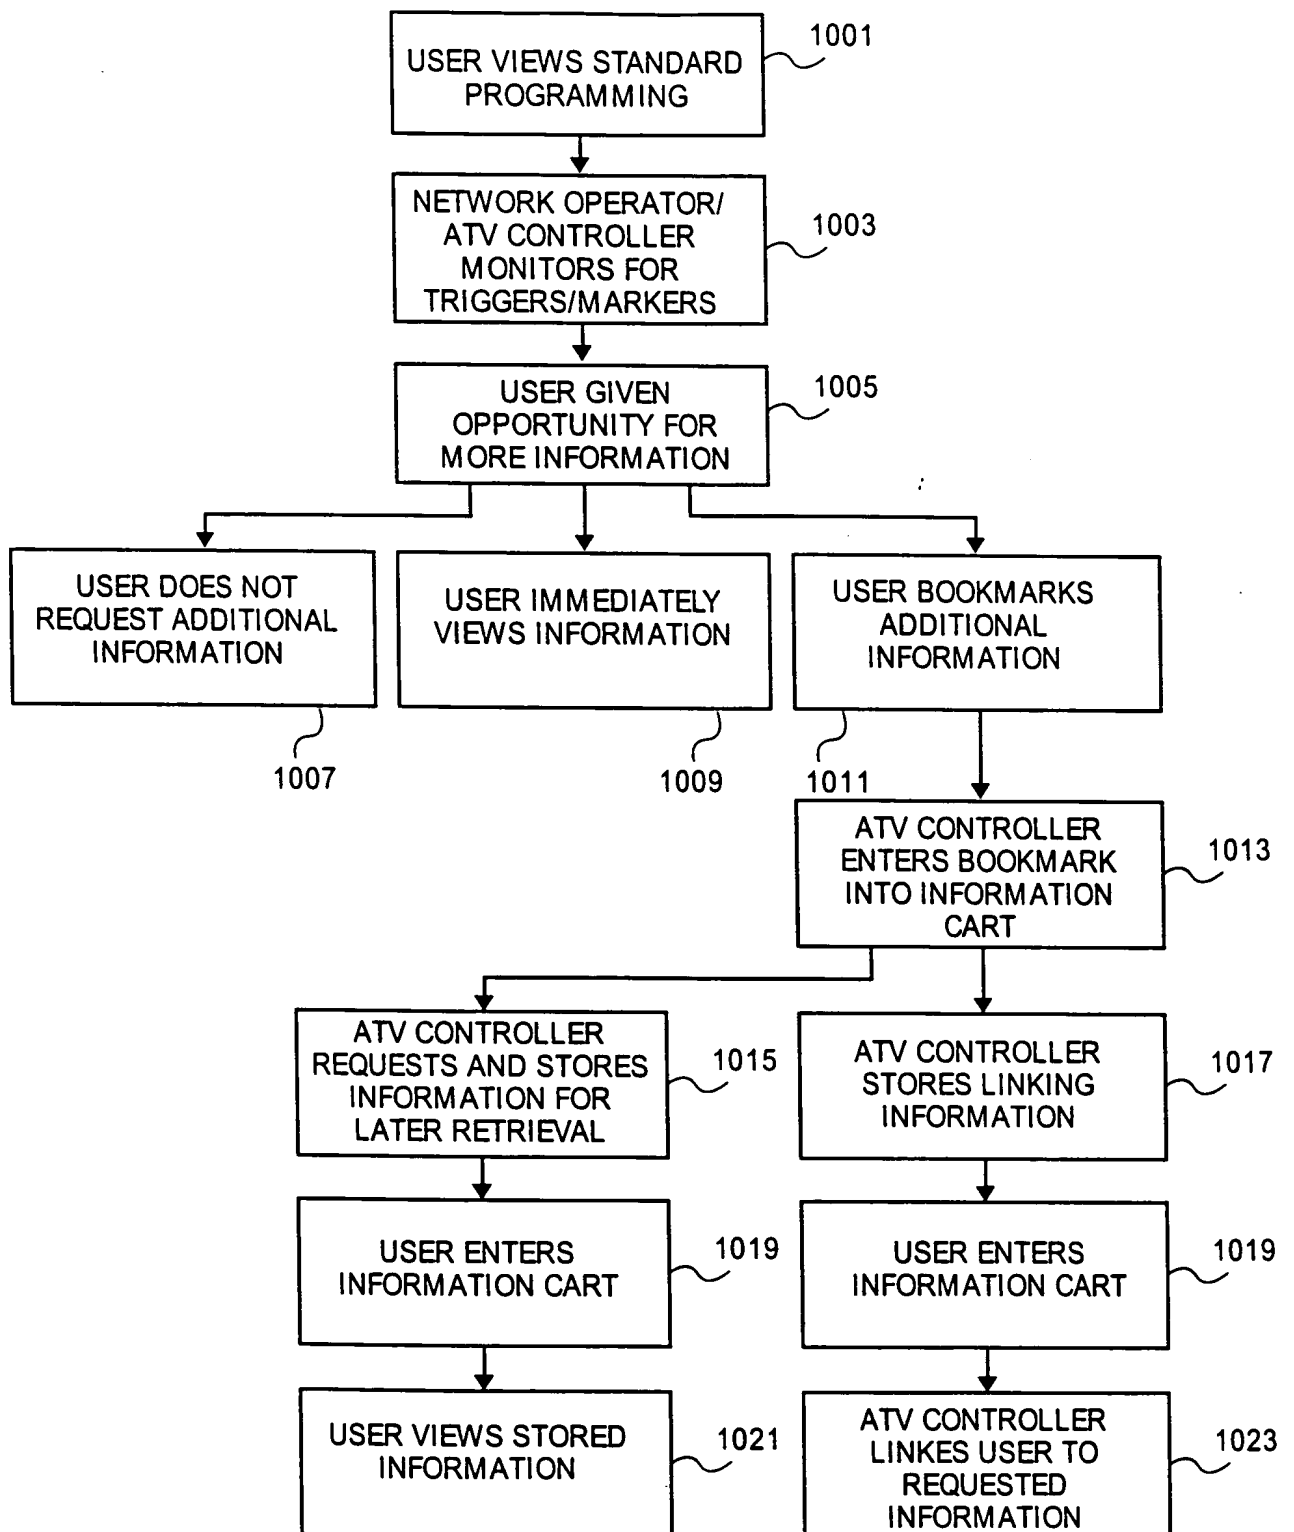 USER VIEWS STANDARD
PROGRAMMING
1001
NETWORK OPERATOR/
ATV CONTROLLER
MONITORS FOR
TRIGGERS/MARKERS
1003
USER GIVEN
OPPORTUNITY FOR
MORE INFORMATION
1005
USER DOES NOT
REQUEST ADDITIONAL
INFORMATION
1007
USER IMMEDIATELY
VIEWS INFORMATION
1009
USER BOOKMARKS
ADDITIONAL
INFORMATION
1011
ATV CONTROLLER
ENTERS BOOKMARK
INTO INFORMATION
CART
1013
ATV CONTROLLER
REQUESTS AND STORES
INFORMATION FOR
LATER RETRIEVAL
1015
ATV CONTROLLER
STORES LINKING
INFORMATION
1017
USER ENTERS
INFORMATION CART
1019
USER ENTERS
INFORMATION CART
1019
USER VIEWS STORED
INFORMATION
1021
ATV CONTROLLER
LINKES USER TO
REQUESTED
INFORMATION
1023